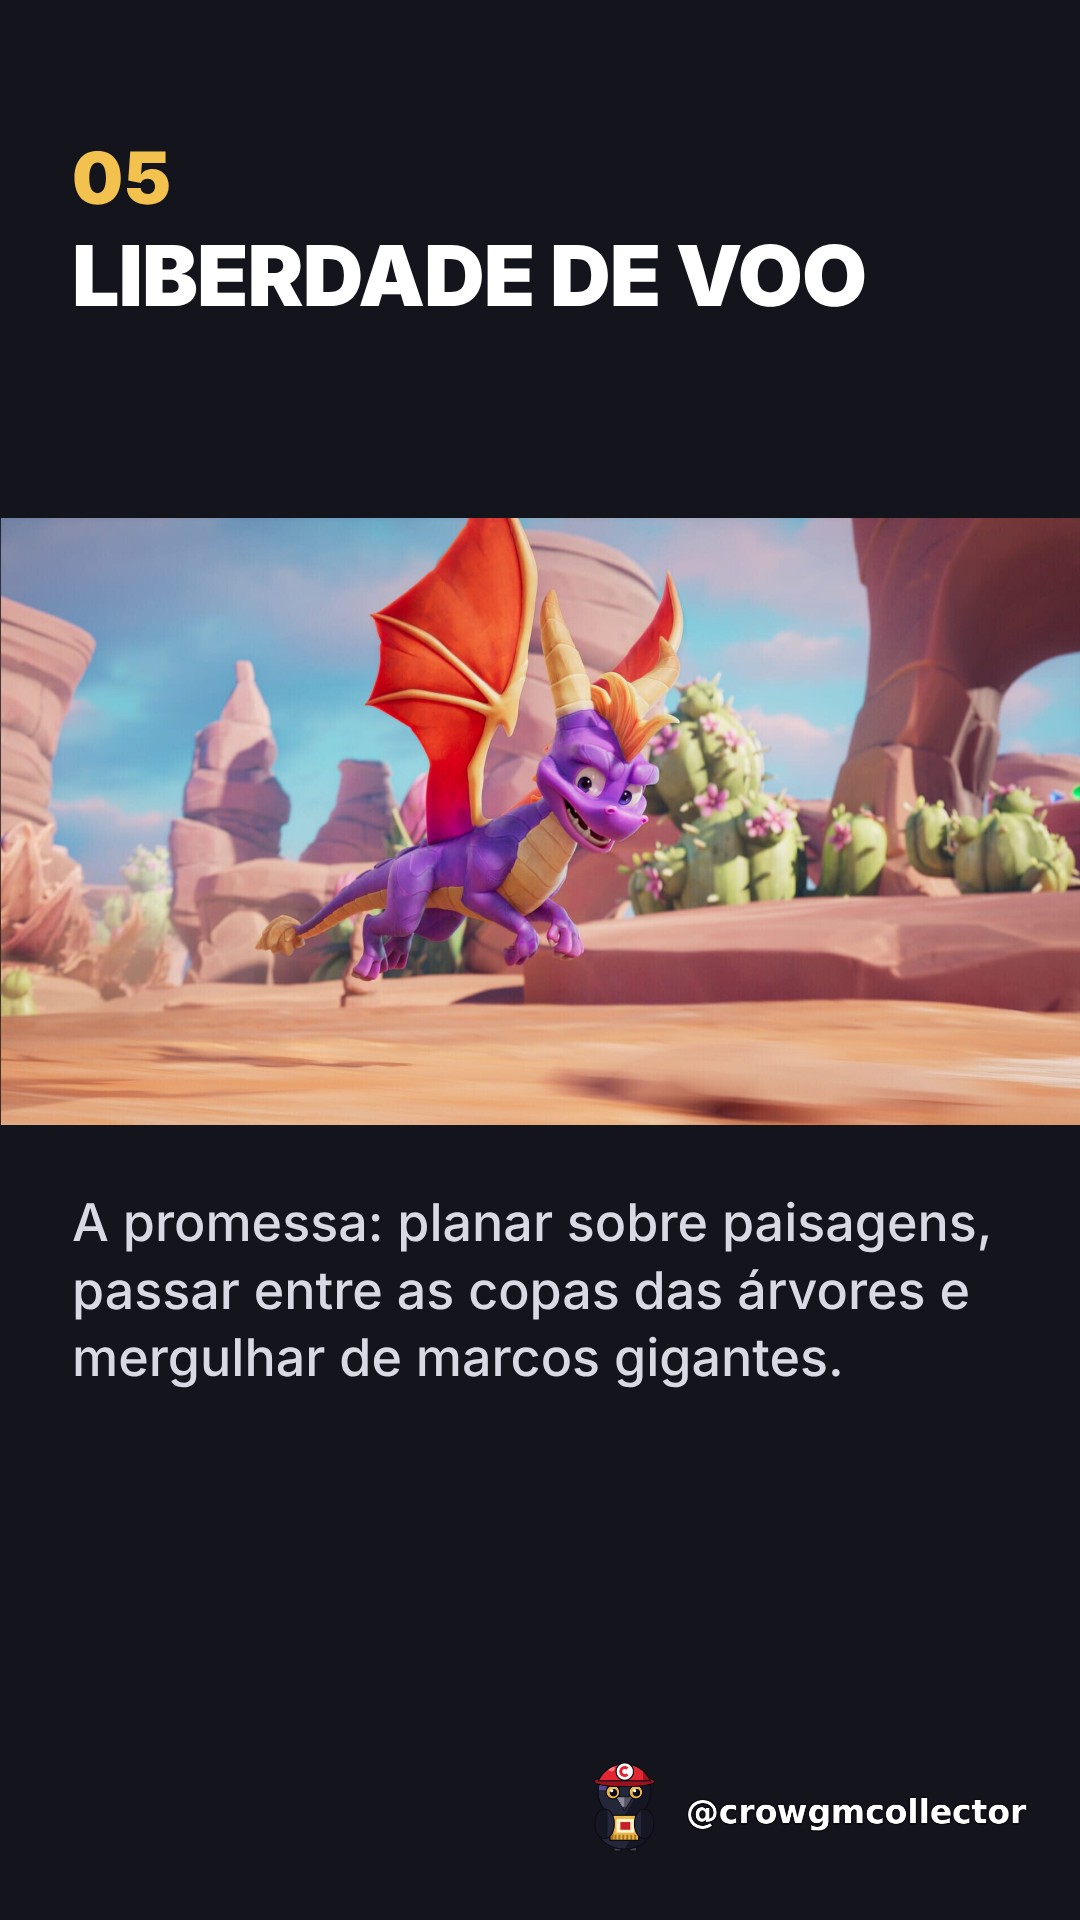 05
LIBERDADE DE VOO
A promessa: planar sobre paisagens,
passar entre as copas das árvores e
mergulhar de marcos gigantes.
C
@crowgmcollector